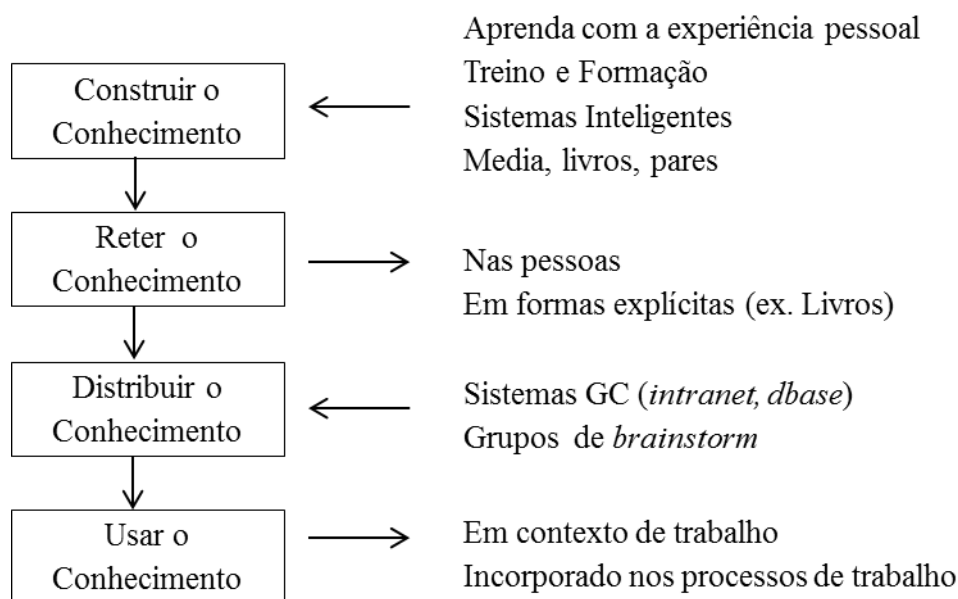 Construir o
Conhecimento
Aprenda com a experiência pessoal
Treino e Formação
Sistemas Inteligentes
Media, livros, pares
Reter o
Conhecimento
Nas pessoas
Em formas explícitas (ex. Livros)
Distribuir o
Conhecimento
Sistemas GC (intranet, dbase)
Grupos de brainstorm
Usar o
Conhecimento
Em contexto de trabalho
Incorporado nos processos de trabalho